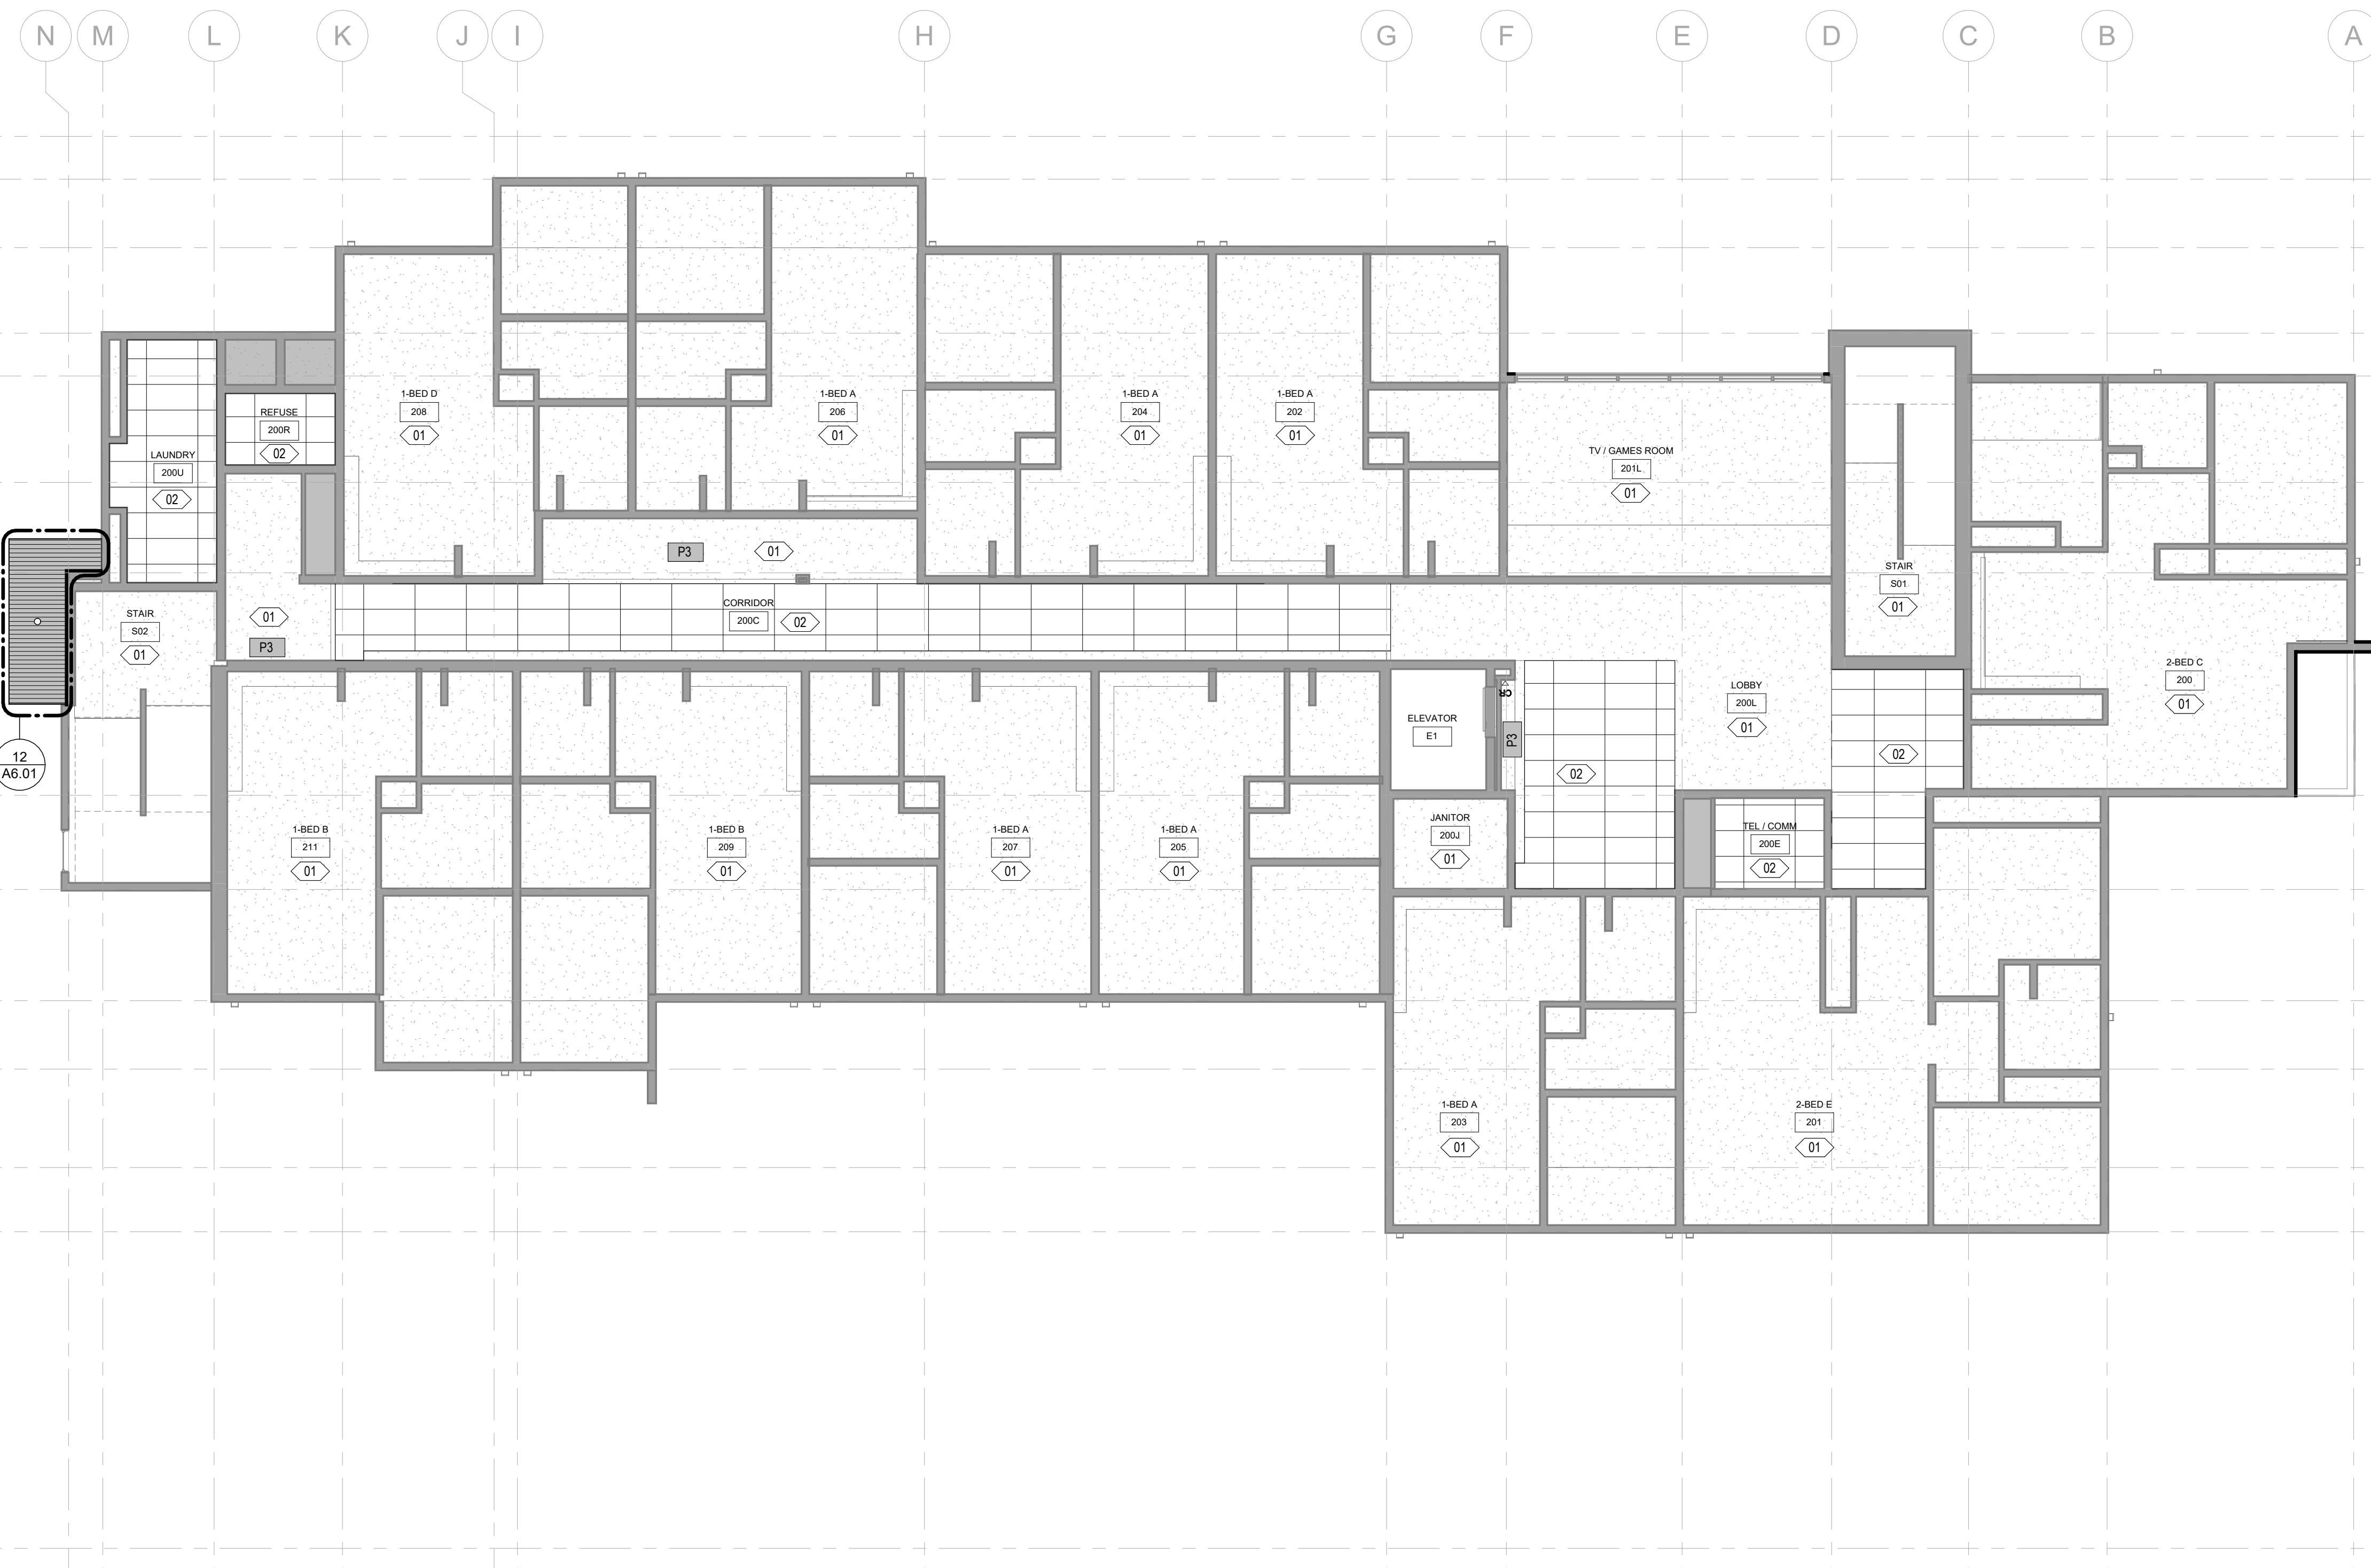 N M L K J I H G F E D C B A
1-BED D
208
01
1-BED A
206
01
1-BED A
204
01
1-BED A
202
01
REFUSE
200R
02
LAUNDRY
200U
02
TV / GAMES ROOM
201L
01
P3
01
STAIR
S01
01
STAIR
S02
01
01
P3
CORRIDOR
200C
02
2-BED C
200
01
LOBBY
200L
01
CR
P3
ELEVATOR
E1
02
02
12
A6.01
1-BED B
211
01
1-BED B
209
01
1-BED A
207
01
1-BED A
205
01
JANITOR
200J
01
TEL / COMM
200E
02
1-BED A
203
01
2-BED E
201
01